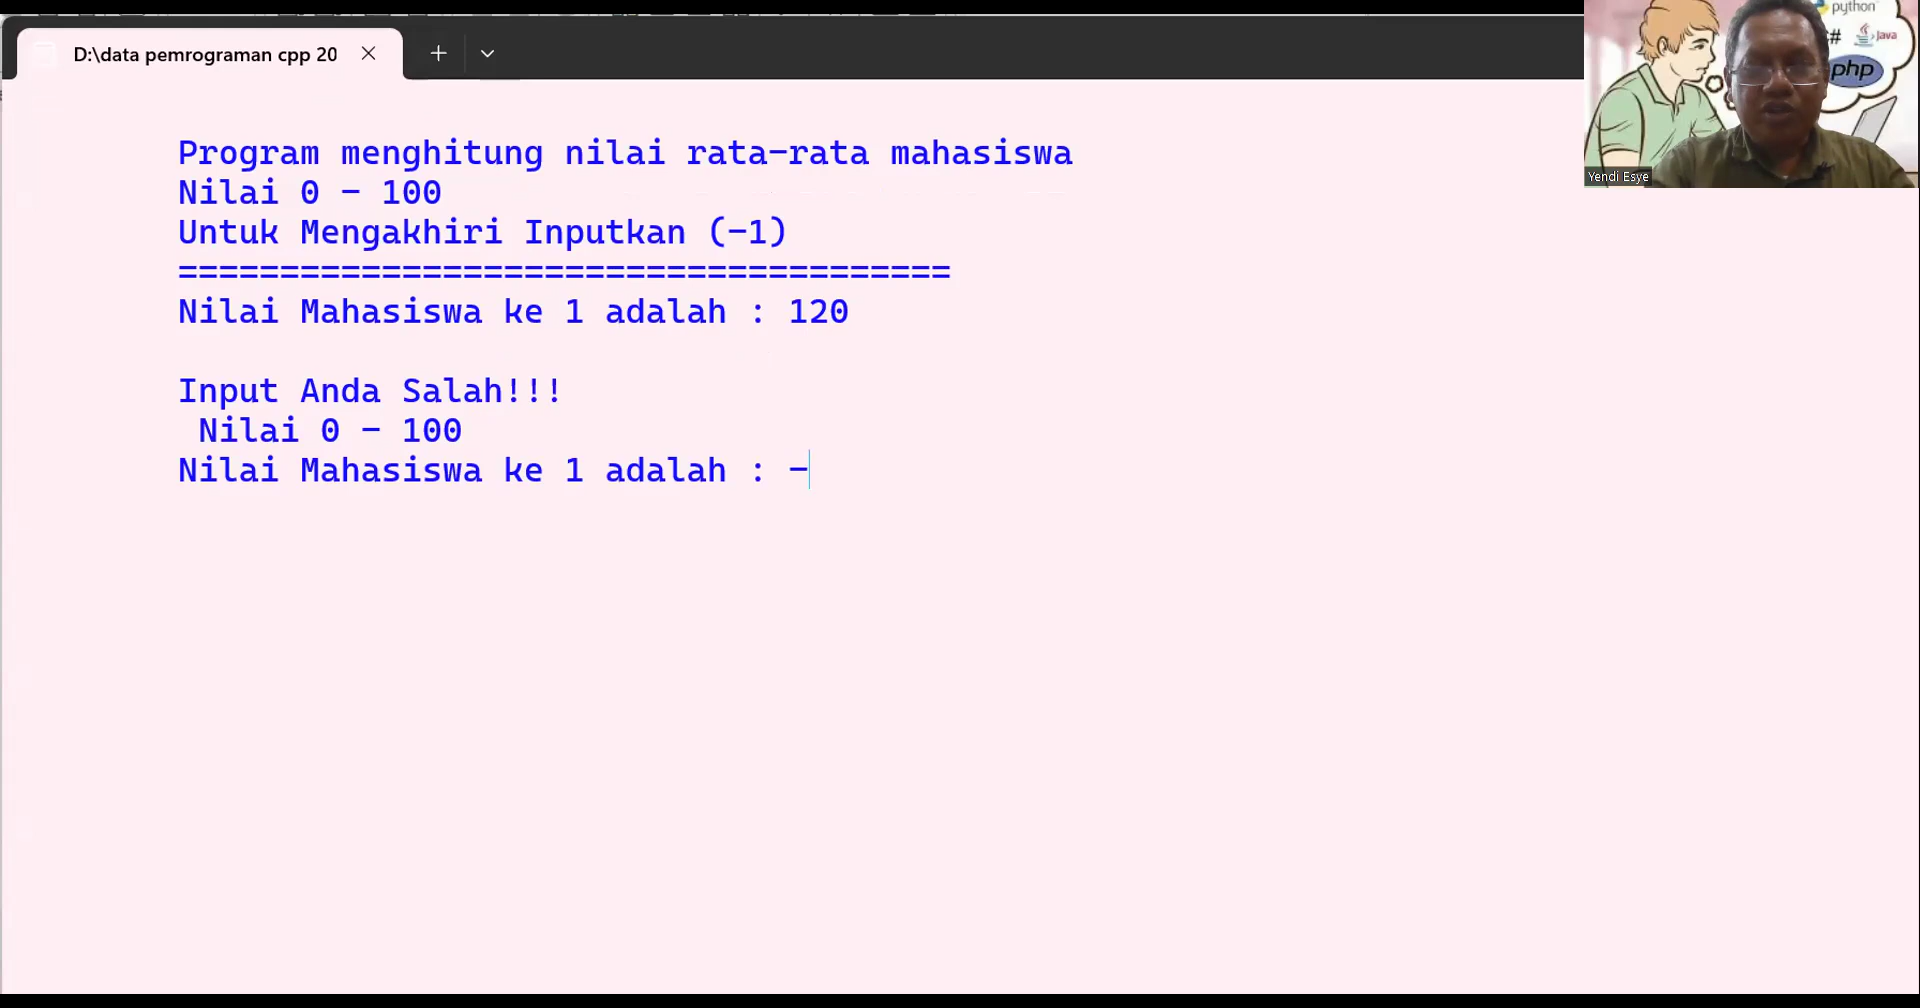 D:\data pemrograman cpp 20
Program menghitung nilai rata-rata mahasiswa
Nilai 0 - 100
Untuk Mengakhiri Inputkan (-1)
======================================
Nilai Mahasiswa ke 1 adalah : 120
Input Anda Salah!!!
Nilai 0 - 100
Nilai Mahasiswa ke 1 adalah : -
python
#
Java
php
Yendi Esye